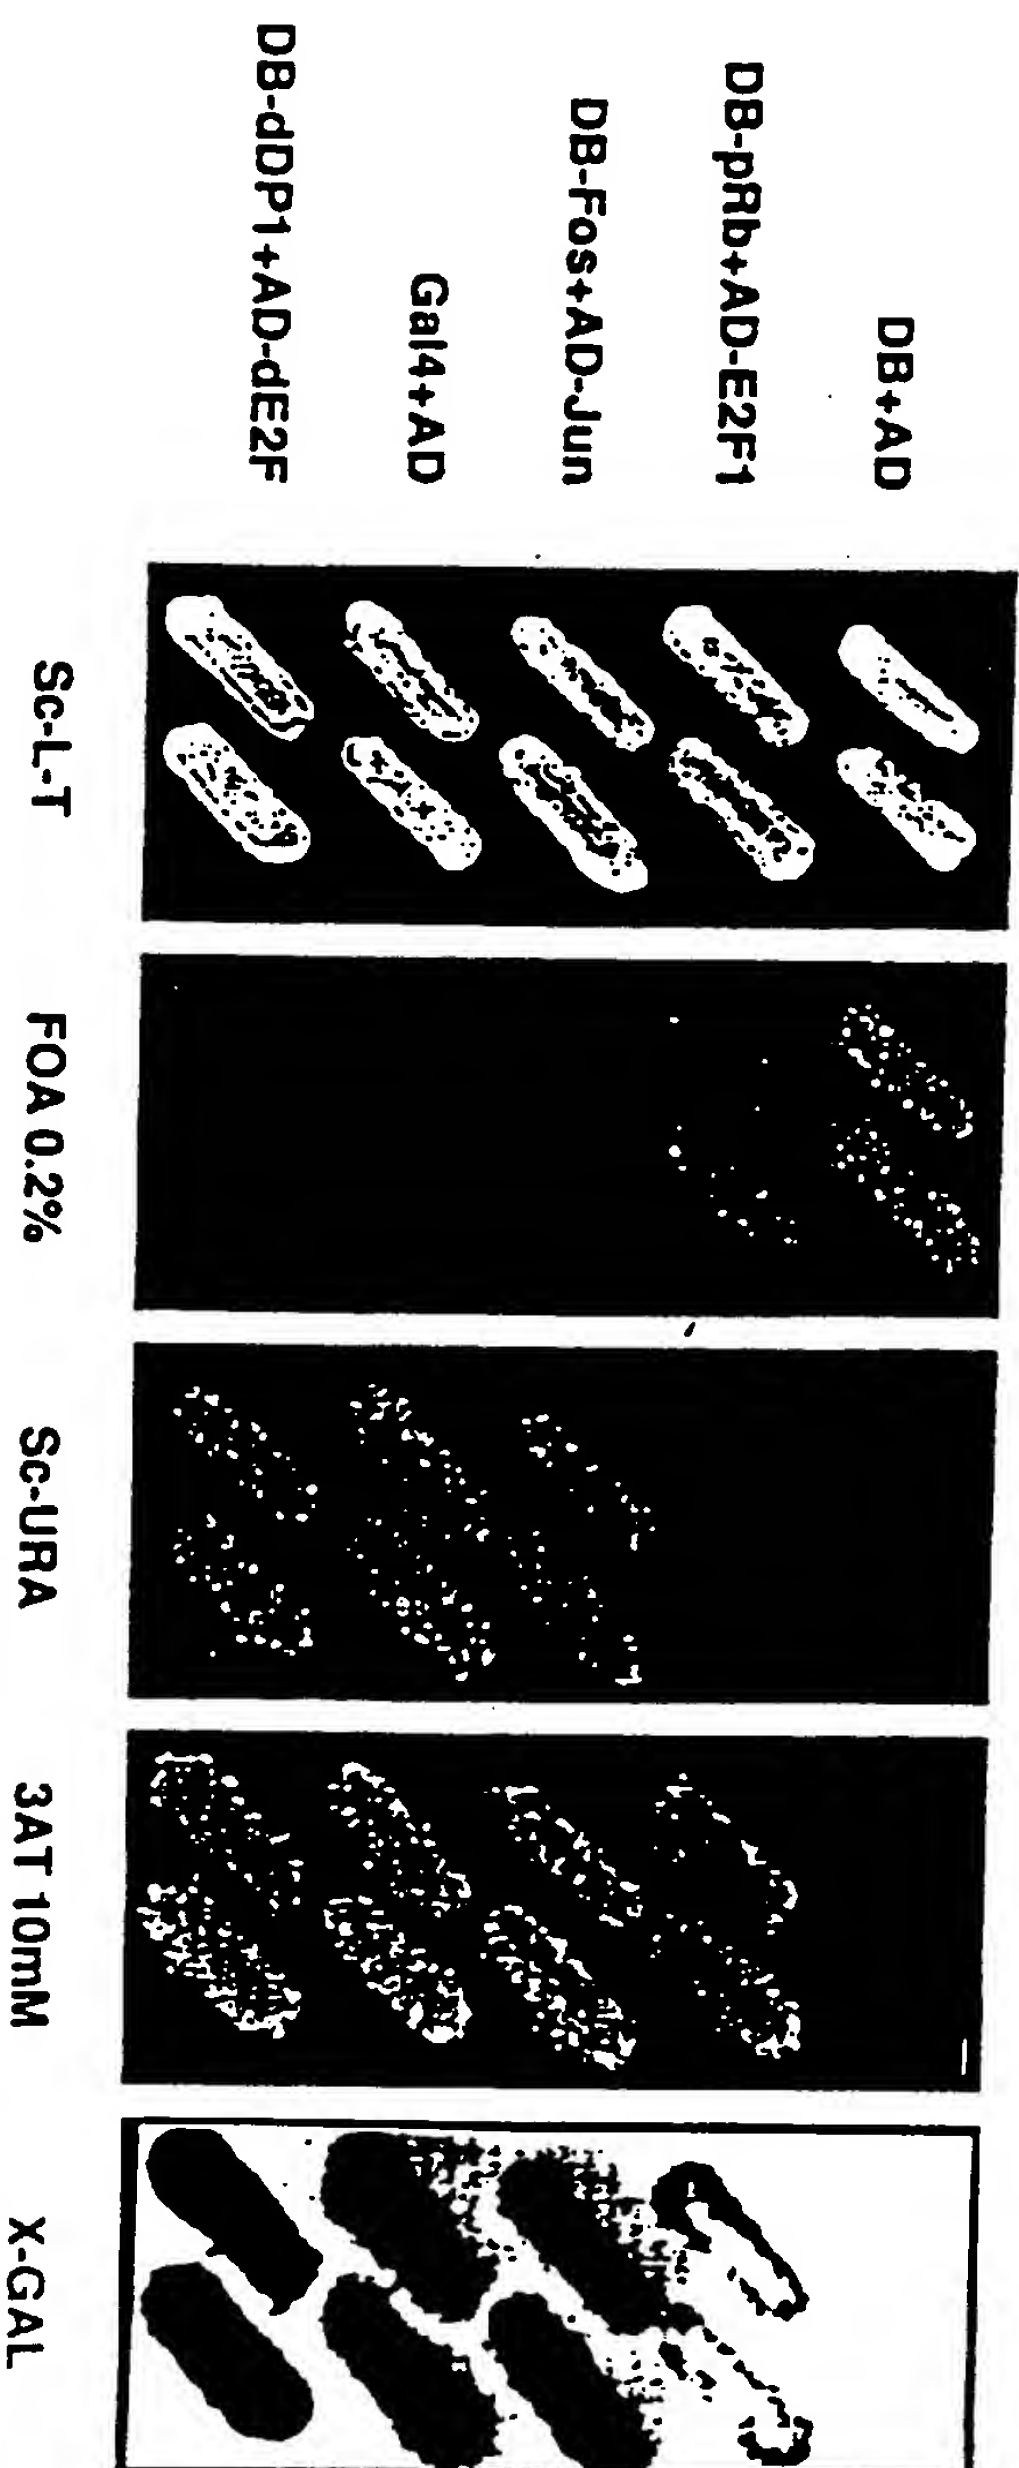 DB+AD
DB-pRb+AD-E2F1
DB-Fos+AD-Jun
Gal4+AD
DB-dDP1+AD-dE2F
Sc-L-T
FOA 0.2%
Sc-URA
3AT 10mM
X-GAL